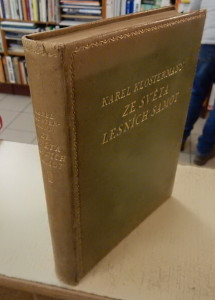 KAREL KLOSTERMANN
ZE SVĚTA
LESNÍCH SAMOT